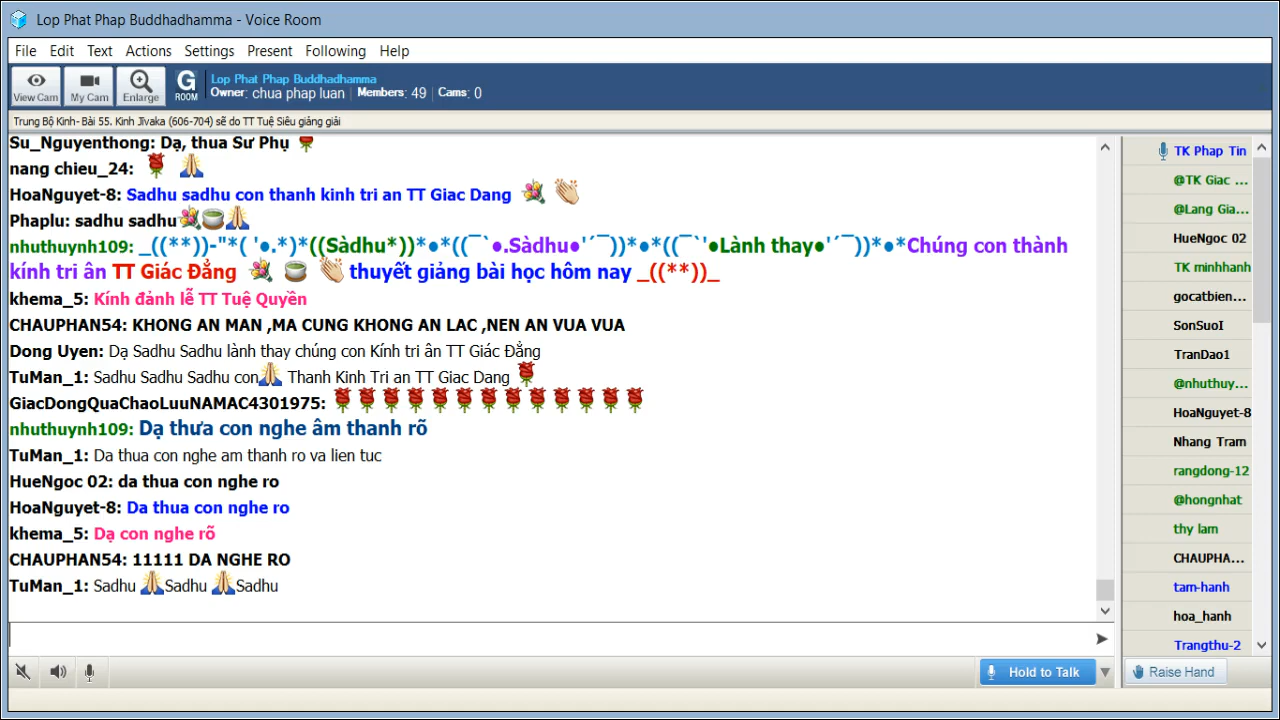 Lop Phat Phap Buddhadhamma - Voice Room
File Edit Text Actions Settings Present Following Help
View Cam My Cam Enlarge G ROOM
Lop Phat Phap Buddhadhamma
Owner: chua phap luan Members: 49 Cams: 0
Trung Bộ Kinh- Bài 55. Kinh Jīvaka (606-704) sẽ do TT Tuệ Siêu giảng giải
Su_Nguyenthong: Dạ, thua Sư Phụ 🌹
nang chieu_24: 🌹 🙏
HoaNguyet-8: Sadhu sadhu con thanh kinh tri an TT Giac Dang 💐 👏
Phaplu: sadhu sadhu💐🍵🙏
nhuthuynh109: _((**))-"*( '●.*)*((Sàdhu*))*●*((¯`●.Sàdhu●'´¯))*●*((¯`'●Lành thay●'´¯))*●*Chúng con thành
kính tri ân TT Giác Đẳng 💐 🍵 👏 thuyết giảng bài học hôm nay _((**))_
khema_5: Kính đảnh lễ TT Tuệ Quyền
CHAUPHAN54: KHONG AN MAN ,MA CUNG KHONG AN LAC ,NEN AN VUA VUA
Dong Uyen: Dạ Sadhu Sadhu lành thay chúng con Kính tri ân TT Giác Đẳng
TuMan_1: Sadhu Sadhu Sadhu con🙏 Thanh Kinh Tri an TT Giac Dang 🌹
GiacDongQuaChaoLuuNAMAC4301975: 🌹🌹🌹🌹🌹🌹🌹🌹🌹🌹🌹🌹🌹
nhuthuynh109: Dạ thưa con nghe âm thanh rõ
TuMan_1: Da thua con nghe am thanh ro va lien tuc
HueNgoc 02: da thua con nghe ro
HoaNguyet-8: Da thua con nghe ro
khema_5: Dạ con nghe rõ
CHAUPHAN54: 11111 DA NGHE RO
TuMan_1: Sadhu 🙏Sadhu 🙏Sadhu
Hold to Talk
TK Phap Tin
@TK Giac ...
@Lang Gia...
HueNgoc 02
TK minhhanh
gocatbien...
SonSuoI
TranDao1
@nhuthuy...
HoaNguyet-8
Nhang Tram
rangdong-12
@hongnhat
thy lam
CHAUPHA...
tam-hanh
hoa_hanh
Trangthu-2
Raise Hand